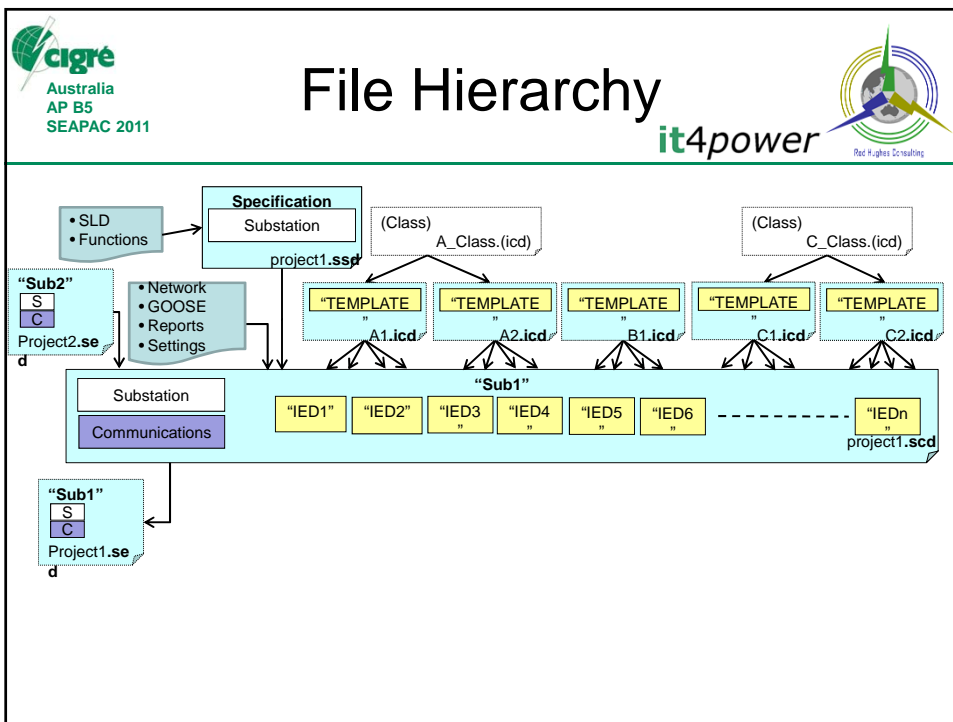 cigré
Australia
AP B5
SEAPAC 2011
File Hierarchy
it4power
Rod Hughes Consulting
• SLD
• Functions
Specification
Substation
project1.ssd
(Class)
A_Class.(icd)
(Class)
C_Class.(icd)
“Sub2”
S
C
Project2.se
d
• Network
• GOOSE
• Reports
• Settings
“TEMPLATE
”
A1.icd
“TEMPLATE
”
A2.icd
“TEMPLATE
”
B1.icd
“TEMPLATE
”
C1.icd
“TEMPLATE
”
C2.icd
“Sub1”
Substation
Communications
“IED1”
“IED2”
“IED3
”
“IED4
”
“IED5
”
“IED6
”
“IEDn
”
project1.scd
“Sub1”
S
C
Project1.se
d